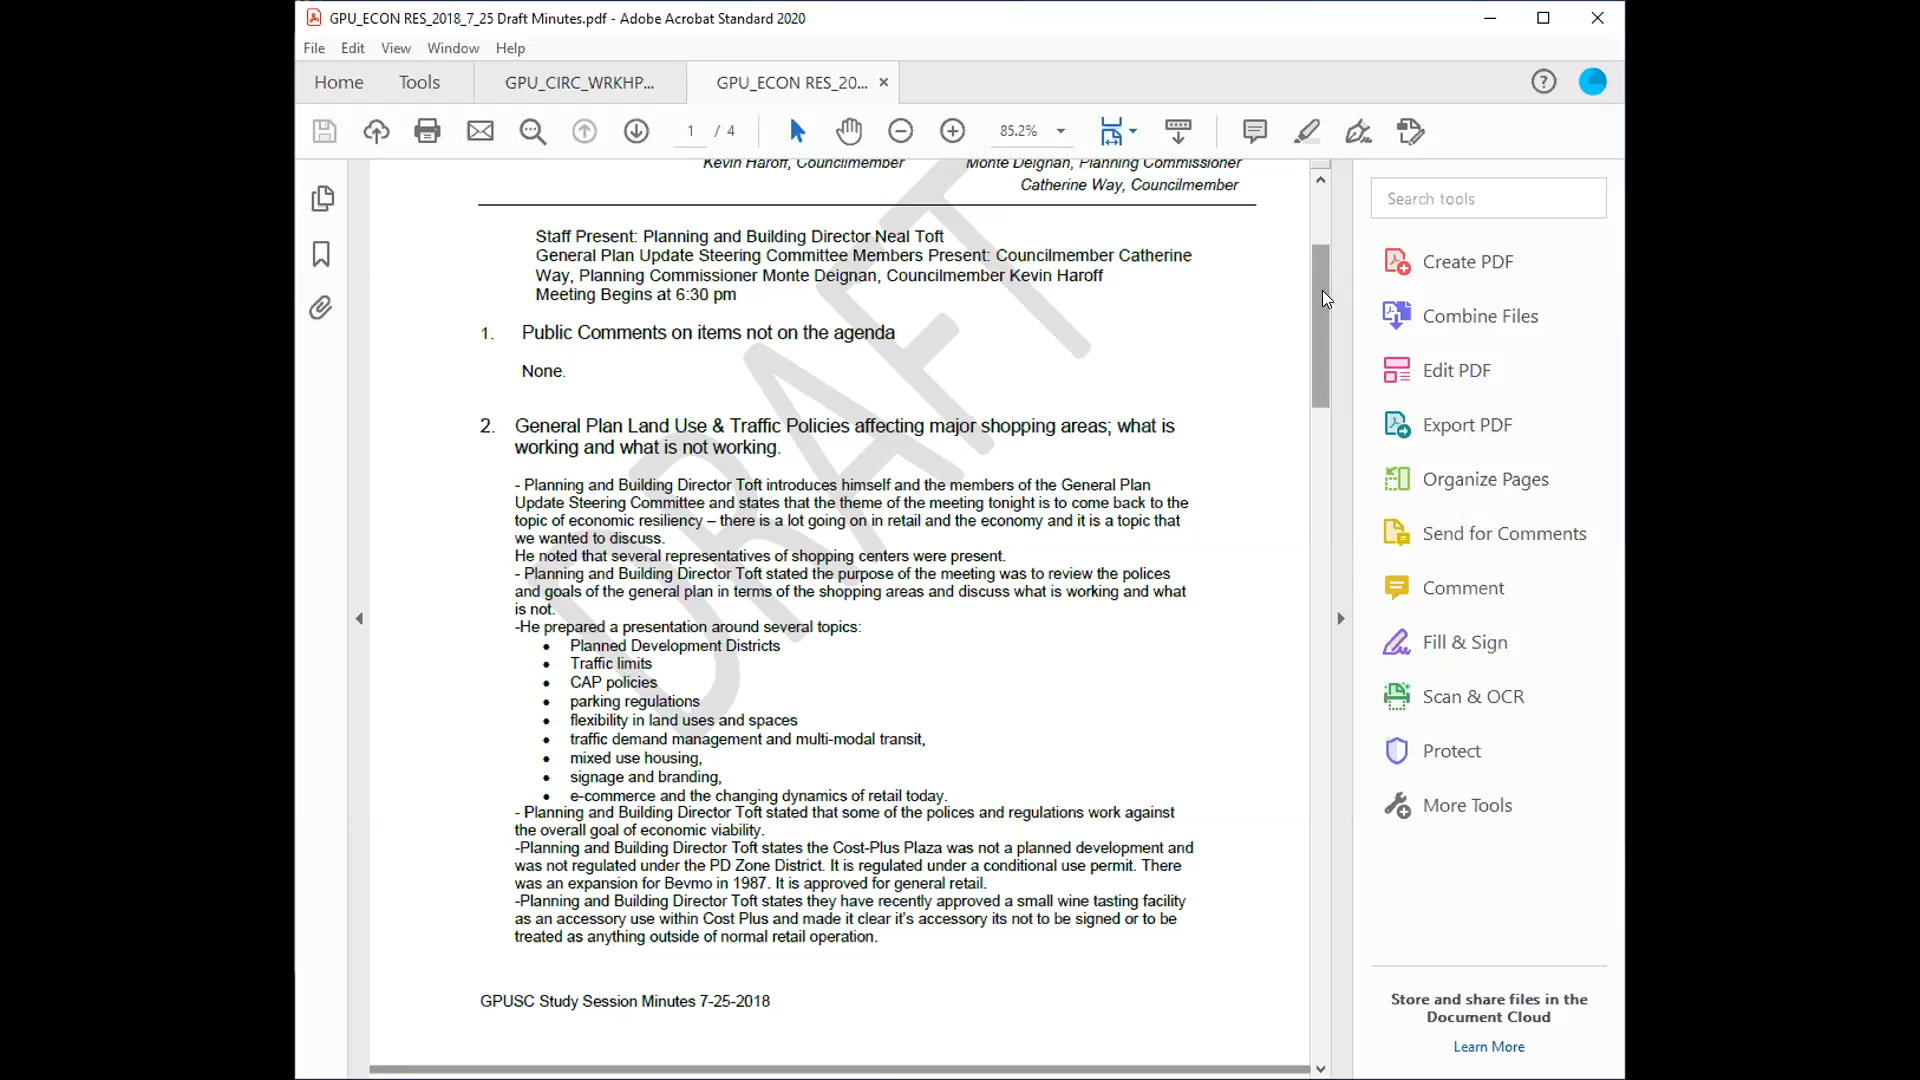 GPU_ECON RES_2018_7_25 Draft Minutes.pdf - Adobe Acrobat Standard 2020
File Edit View Window Help
Home Tools GPU_CIRC_WRKHP... GPU_ECON RES_20...
1 / 4 85.2%
Kevin Haroff, Councilmember Monte Deignan, Planning Commissioner
Catherine Way, Councilmember
Staff Present: Planning and Building Director Neal Toft
General Plan Update Steering Committee Members Present: Councilmember Catherine
Way, Planning Commissioner Monte Deignan, Councilmember Kevin Haroff
Meeting Begins at 6:30 pm
1. Public Comments on items not on the agenda
None.
2. General Plan Land Use & Traffic Policies affecting major shopping areas; what is
working and what is not working.
- Planning and Building Director Toft introduces himself and the members of the General Plan
Update Steering Committee and states that the theme of the meeting tonight is to come back to the
topic of economic resiliency – there is a lot going on in retail and the economy and it is a topic that
we wanted to discuss.
He noted that several representatives of shopping centers were present.
- Planning and Building Director Toft stated the purpose of the meeting was to review the polices
and goals of the general plan in terms of the shopping areas and discuss what is working and what
is not.
-He prepared a presentation around several topics:
• Planned Development Districts
• Traffic limits
• CAP policies
• parking regulations
• flexibility in land uses and spaces
• traffic demand management and multi-modal transit,
• mixed use housing,
• signage and branding,
• e-commerce and the changing dynamics of retail today.
- Planning and Building Director Toft stated that some of the polices and regulations work against
the overall goal of economic viability.
-Planning and Building Director Toft states the Cost-Plus Plaza was not a planned development and
was not regulated under the PD Zone District. It is regulated under a conditional use permit. There
was an expansion for Bevmo in 1987. It is approved for general retail.
-Planning and Building Director Toft states they have recently approved a small wine tasting facility
as an accessory use within Cost Plus and made it clear it's accessory its not to be signed or to be
treated as anything outside of normal retail operation.
GPUSC Study Session Minutes 7-25-2018
DRAFT
Search tools
Create PDF
Combine Files
Edit PDF
Export PDF
Organize Pages
Send for Comments
Comment
Fill & Sign
Scan & OCR
Protect
More Tools
Store and share files in the
Document Cloud
Learn More